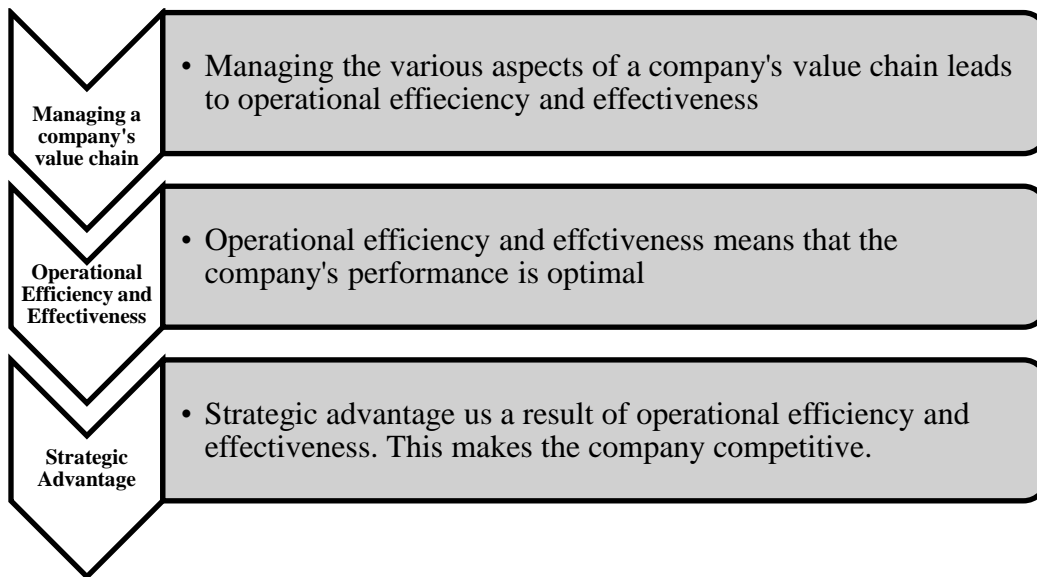 Managing a
company's
value chain
• Managing the various aspects of a company's value chain leads
to operational effieciency and effectiveness
Operational
Efficiency and
Effectiveness
• Operational efficiency and effctiveness means that the
company's performance is optimal
Strategic
Advantage
• Strategic advantage us a result of operational efficiency and
effectiveness. This makes the company competitive.